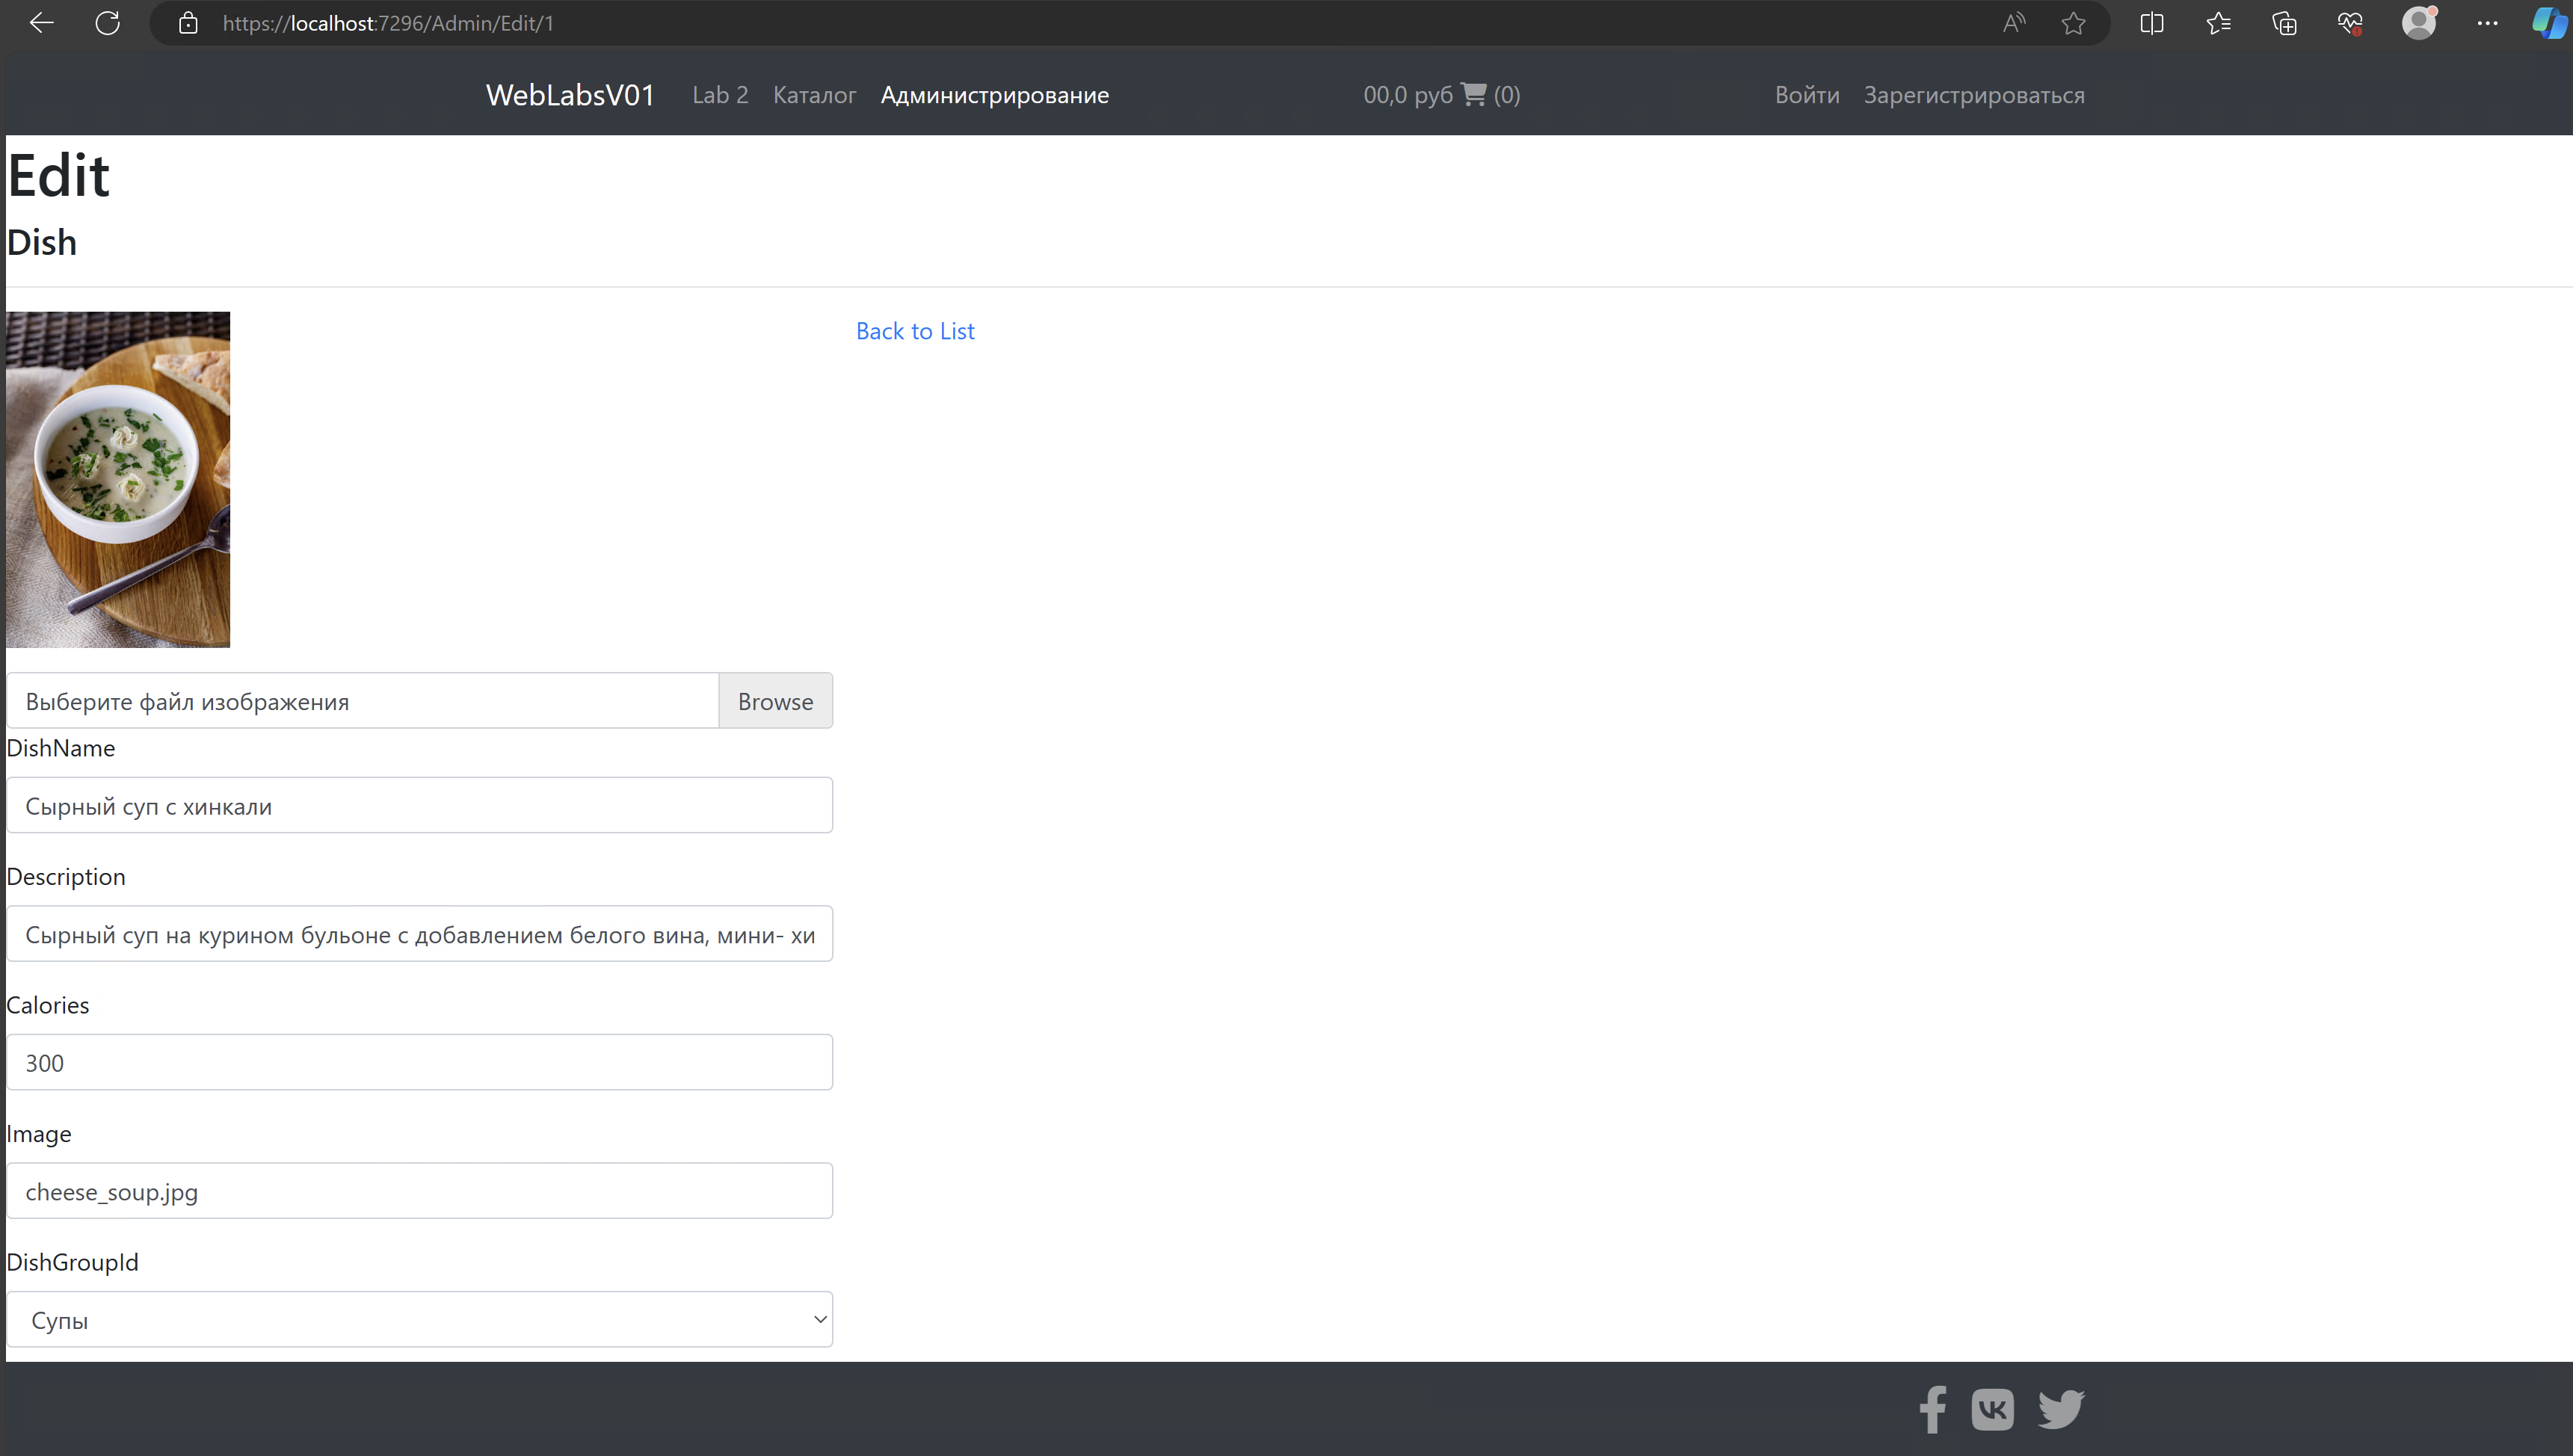 https://localhost:7296/Admin/Edit/1
WebLabsV01 Lab 2 Каталог Администрирование 00,0 руб (0) Войти Зарегистрироваться
Edit
Dish
Back to List
Выберите файл изображения Browse
DishName
Сырный суп с хинкали
Description
Сырный суп на курином бульоне с добавлением белого вина, мини- хи
Calories
300
Image
cheese_soup.jpg
DishGroupId
Супы